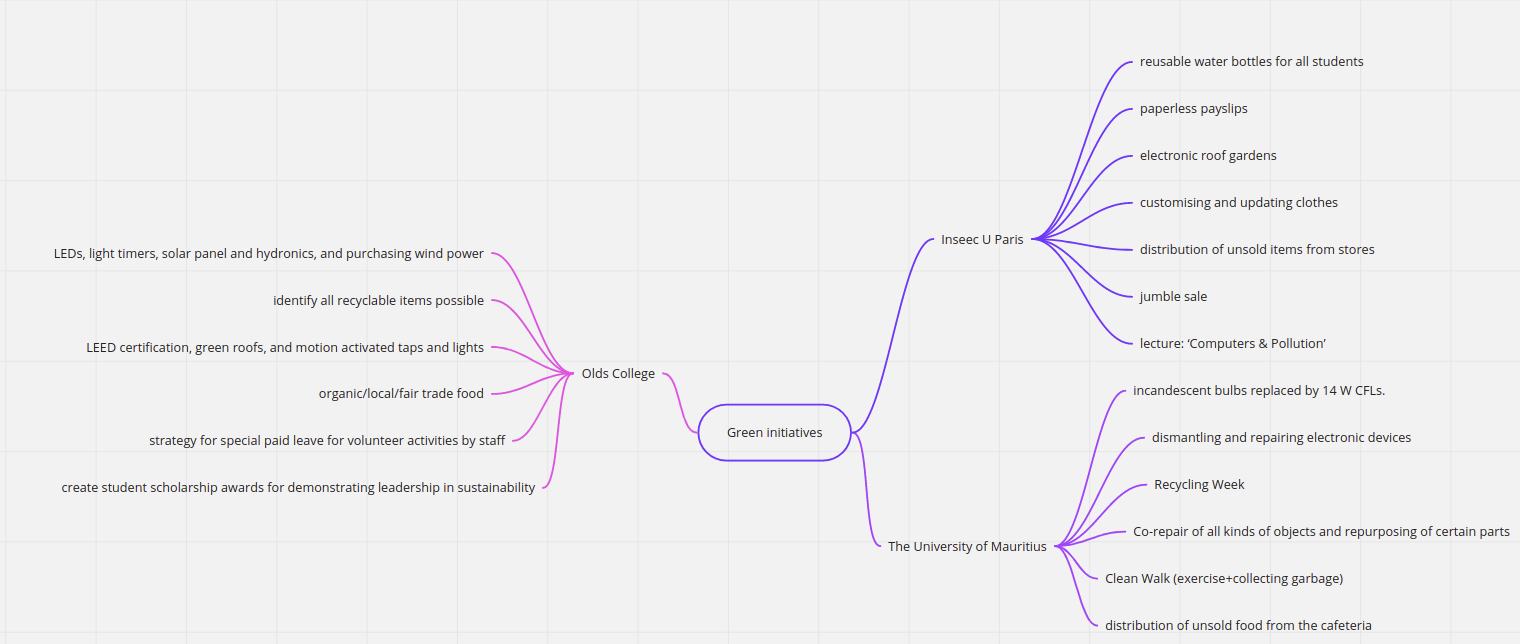 Green initiatives
Inseec U Paris
reusable water bottles for all students
paperless payslips
electronic roof gardens
customising and updating clothes
distribution of unsold items from stores
jumble sale
lecture: ‘Computers & Pollution’
The University of Mauritius
incandescent bulbs replaced by 14 W CFLs.
dismantling and repairing electronic devices
Recycling Week
Co-repair of all kinds of objects and repurposing of certain parts
Clean Walk (exercise+collecting garbage)
distribution of unsold food from the cafeteria
Olds College
LEDs, light timers, solar panel and hydronics, and purchasing wind power
identify all recyclable items possible
LEED certification, green roofs, and motion activated taps and lights
organic/local/fair trade food
strategy for special paid leave for volunteer activities by staff
create student scholarship awards for demonstrating leadership in sustainability